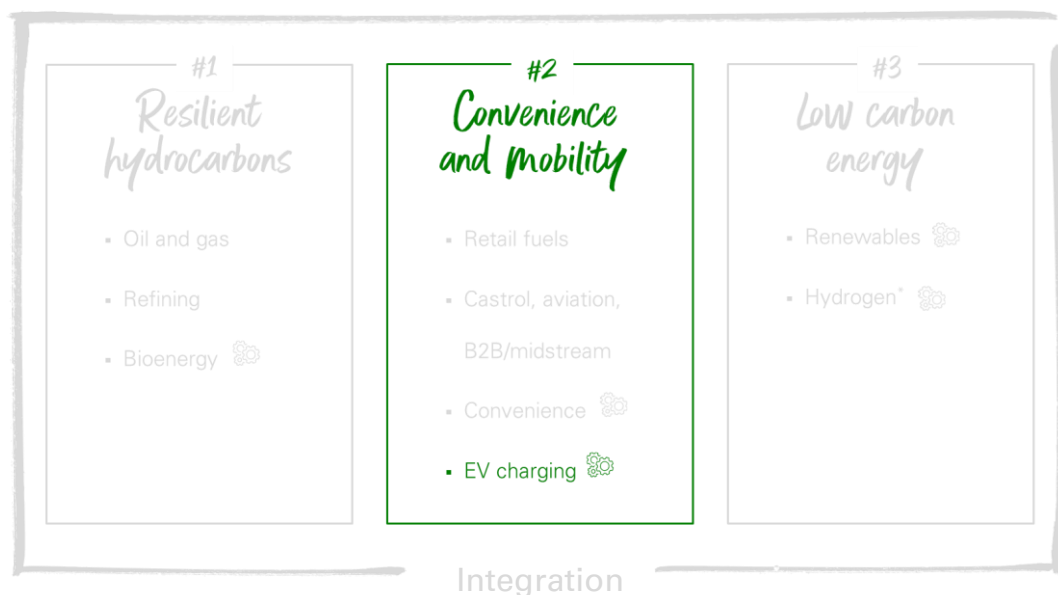 #1
Resilient
hydrocarbons
▪ Oil and gas
▪ Refining
▪ Bioenergy
#2
Convenience
and mobility
▪ Retail fuels
▪ Castrol, aviation,
B2B/midstream
▪ Convenience
▪ EV charging
#3
Low carbon
energy
▪ Renewables
▪ Hydrogen*
Integration